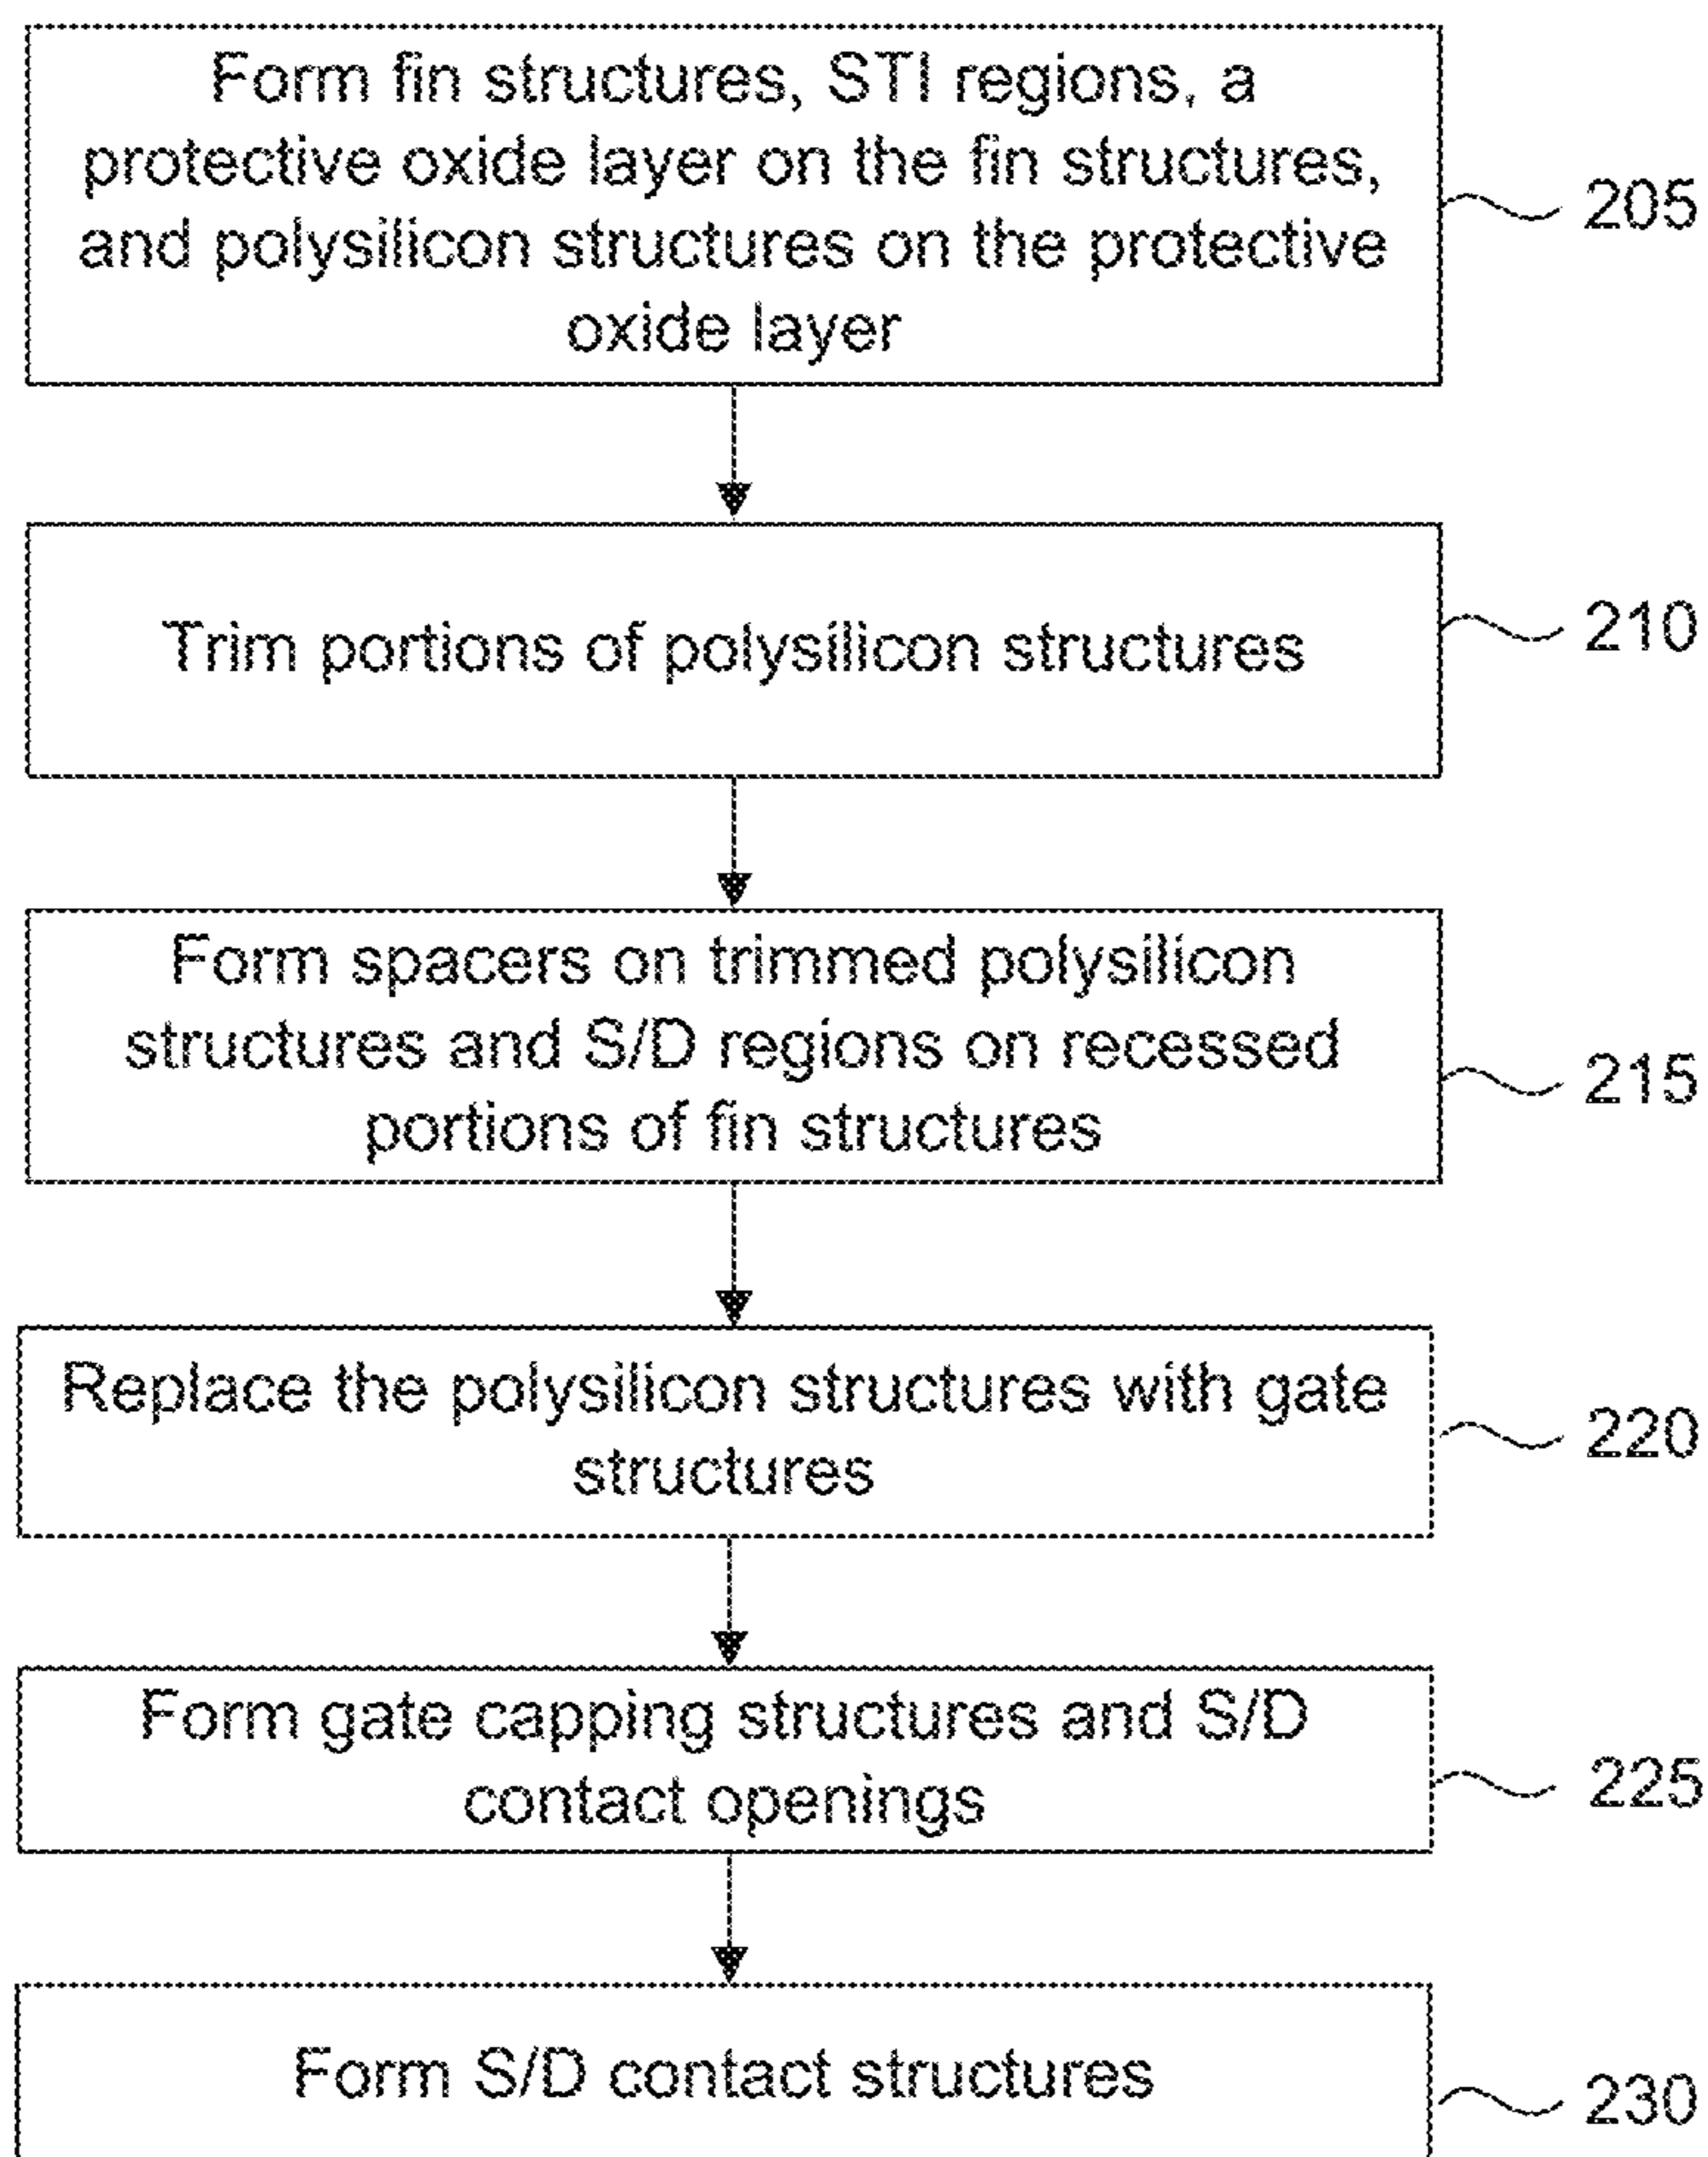 Form fin structures, STI regions, a
protective oxide layer on the fin structures,
and polysilicon structures on the protective
oxide layer
205
Trim portions of polysilicon structures
210
Form spacers on trimmed polysilicon
structures and S/D regions on recessed
portions of fin structures
215
Replace the polysilicon structures with gate
structures
220
Form gate capping structures and S/D
contact openings
225
Form S/D contact structures
230